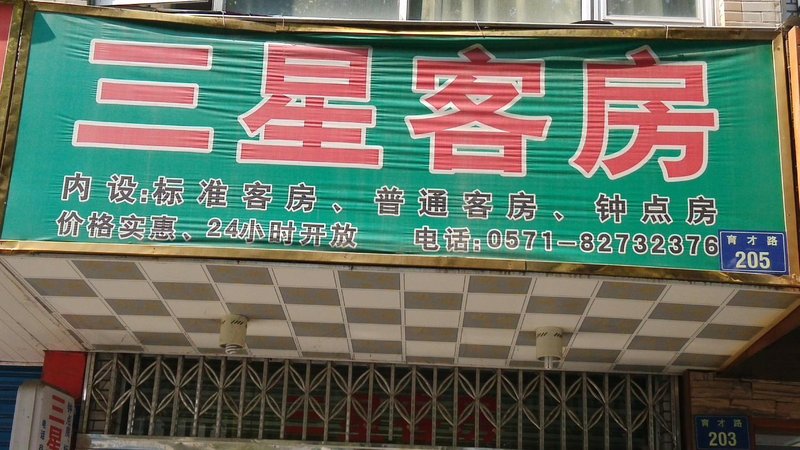 三星客房
内设:标准客房、普通客房、钟点房
价格实惠、24小时开放 电话:0571-82732376
育才路
205
三星
育才路
203